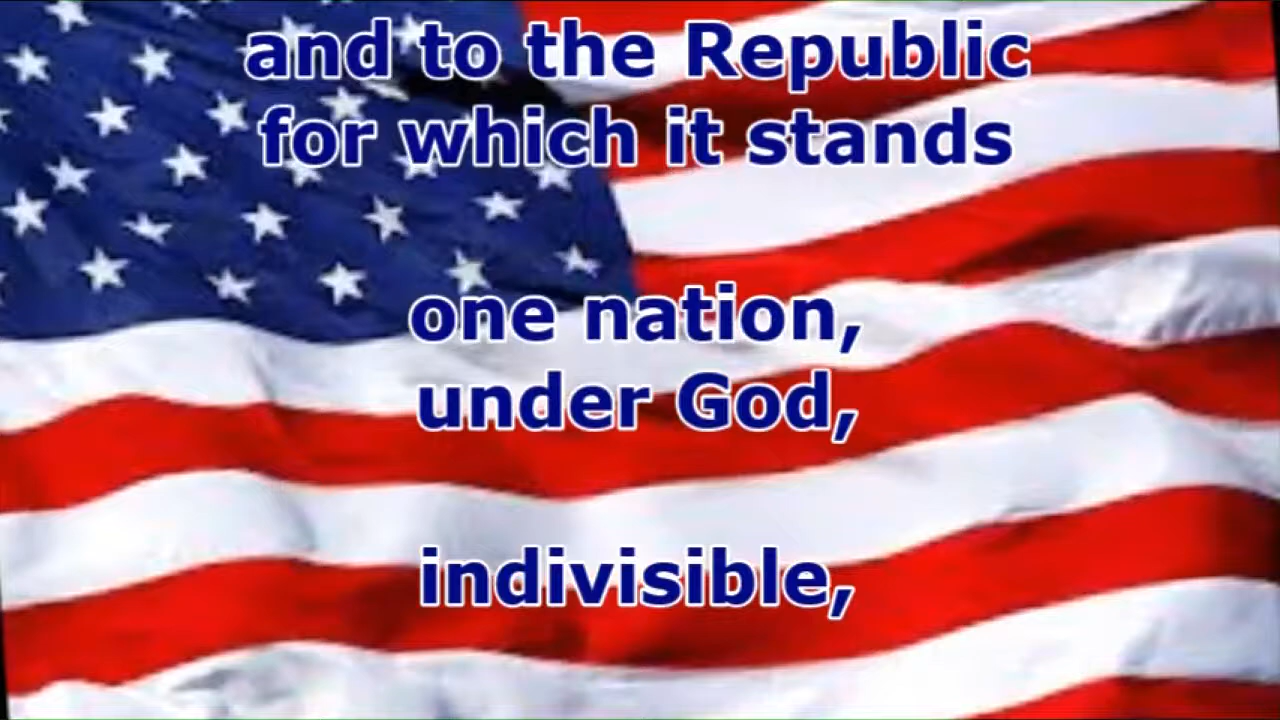 and to the Republic
for which it stands
one nation,
under God,
indivisible,